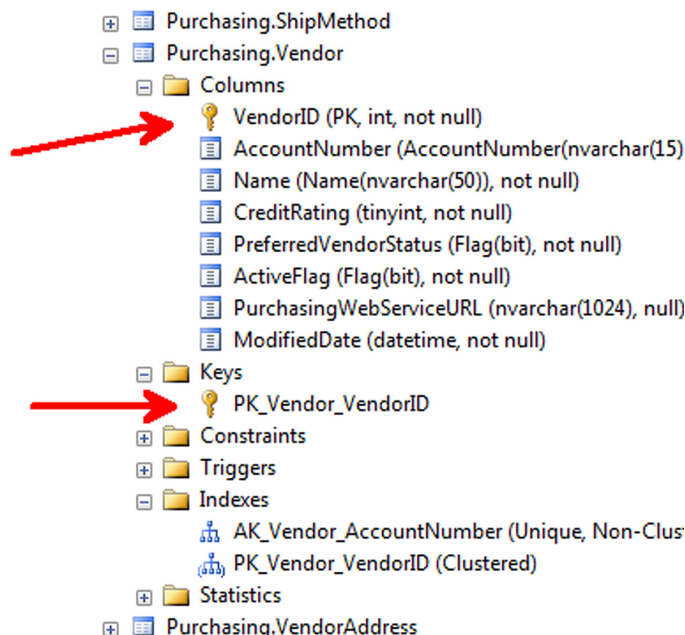 Purchasing.ShipMethod
Purchasing.Vendor
Columns
VendorID (PK, int, not null)
AccountNumber (AccountNumber(nvarchar(15)
Name (Name(nvarchar(50)), not null)
CreditRating (tinyint, not null)
PreferredVendorStatus (Flag(bit), not null)
ActiveFlag (Flag(bit), not null)
PurchasingWebServiceURL (nvarchar(1024), null)
ModifiedDate (datetime, not null)
Keys
PK_Vendor_VendorID
Constraints
Triggers
Indexes
AK_Vendor_AccountNumber (Unique, Non-Clust
PK_Vendor_VendorID (Clustered)
Statistics
Purchasing.VendorAddress